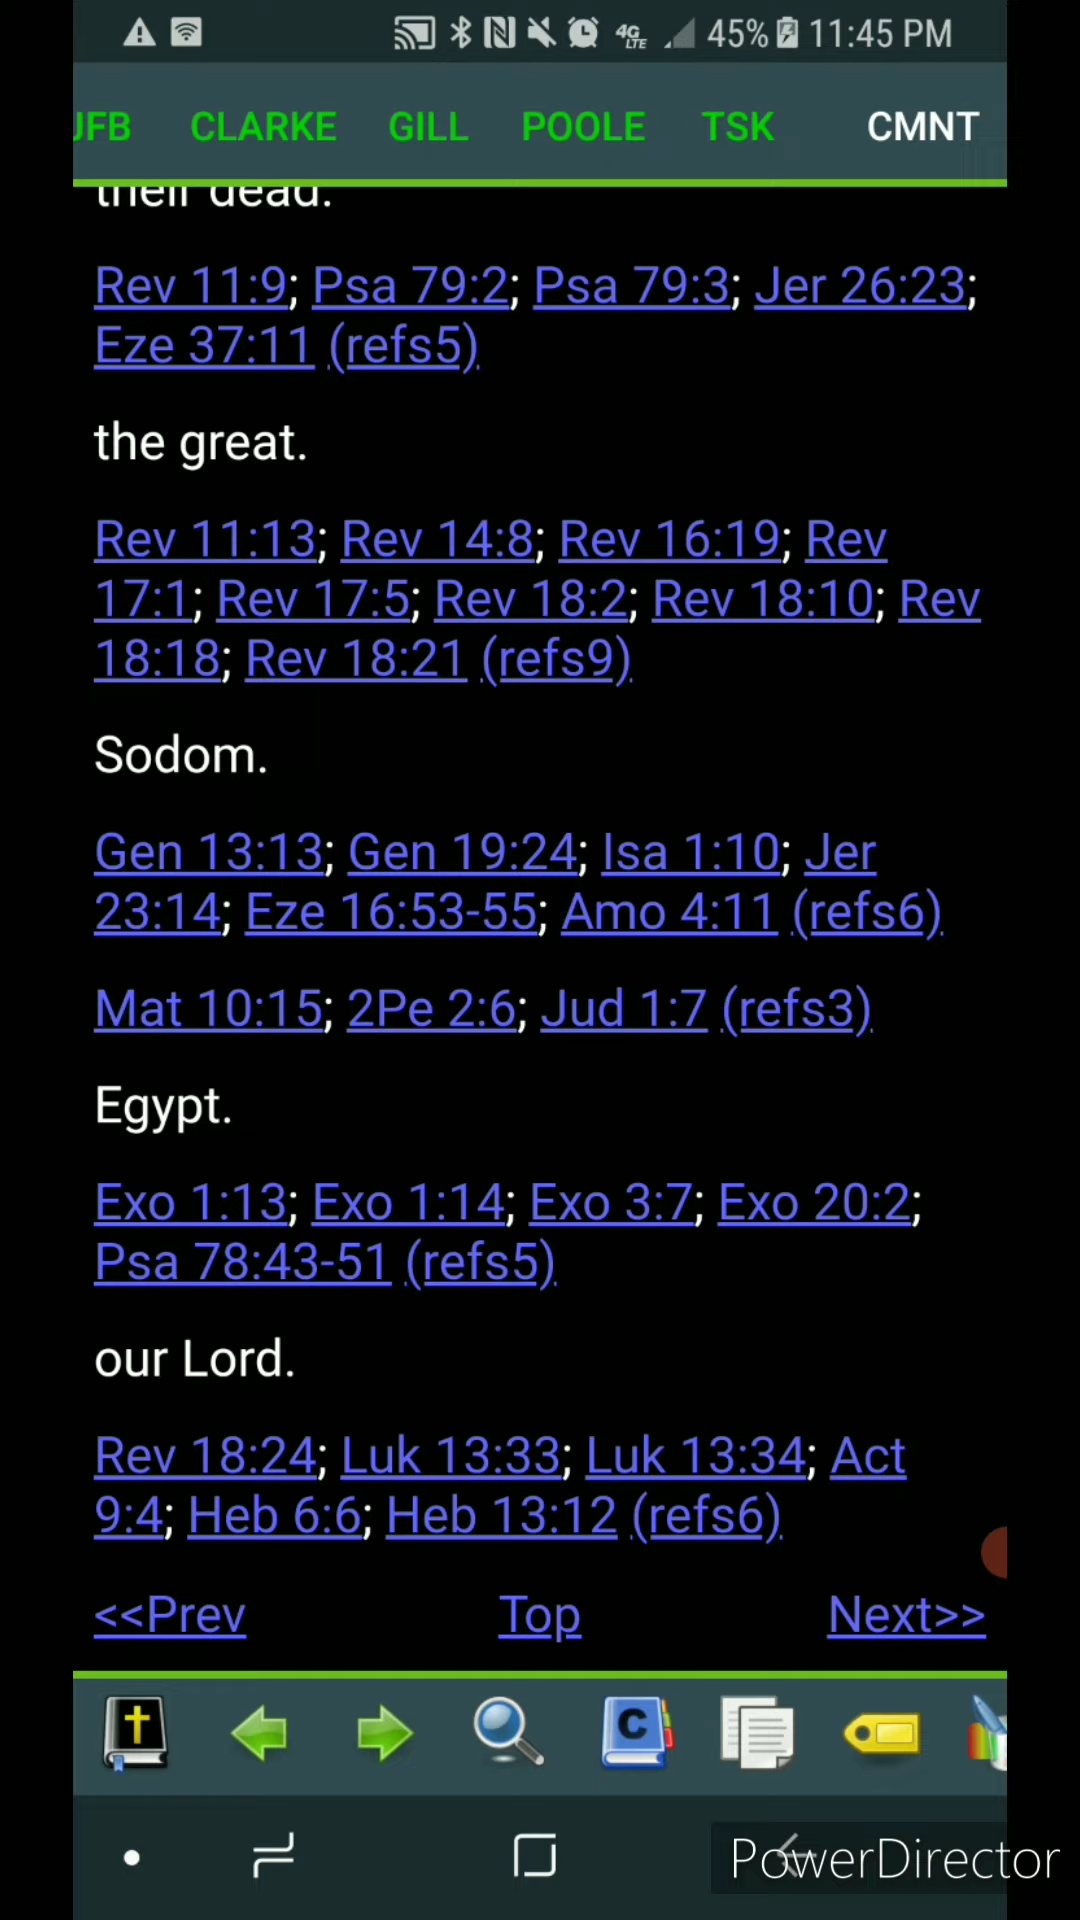 4G LTE 45% 11:45 PM
JFB CLARKE GILL POOLE TSK CMNT
their dead.
Rev 11:9; Psa 79:2; Psa 79:3; Jer 26:23;
Eze 37:11 (refs5)
the great.
Rev 11:13; Rev 14:8; Rev 16:19; Rev
17:1; Rev 17:5; Rev 18:2; Rev 18:10; Rev
18:18; Rev 18:21 (refs9)
Sodom.
Gen 13:13; Gen 19:24; Isa 1:10; Jer
23:14; Eze 16:53-55; Amo 4:11 (refs6)
Mat 10:15; 2Pe 2:6; Jud 1:7 (refs3)
Egypt.
Exo 1:13; Exo 1:14; Exo 3:7; Exo 20:2;
Psa 78:43-51 (refs5)
our Lord.
Rev 18:24; Luk 13:33; Luk 13:34; Act
9:4; Heb 6:6; Heb 13:12 (refs6)
<<Prev Top Next>>
C
PowerDirector